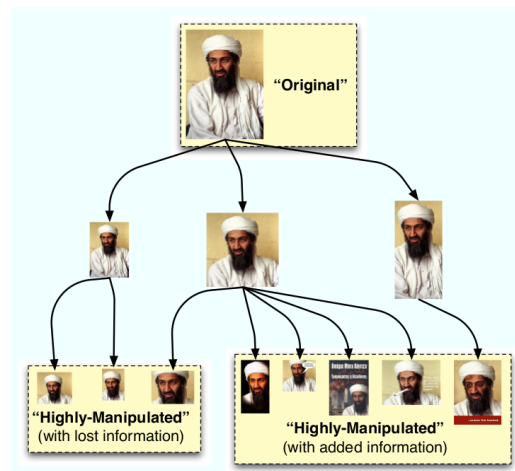 “Original”
“Highly-Manipulated”
(with lost information)
“Highly-Manipulated”
(with added information)